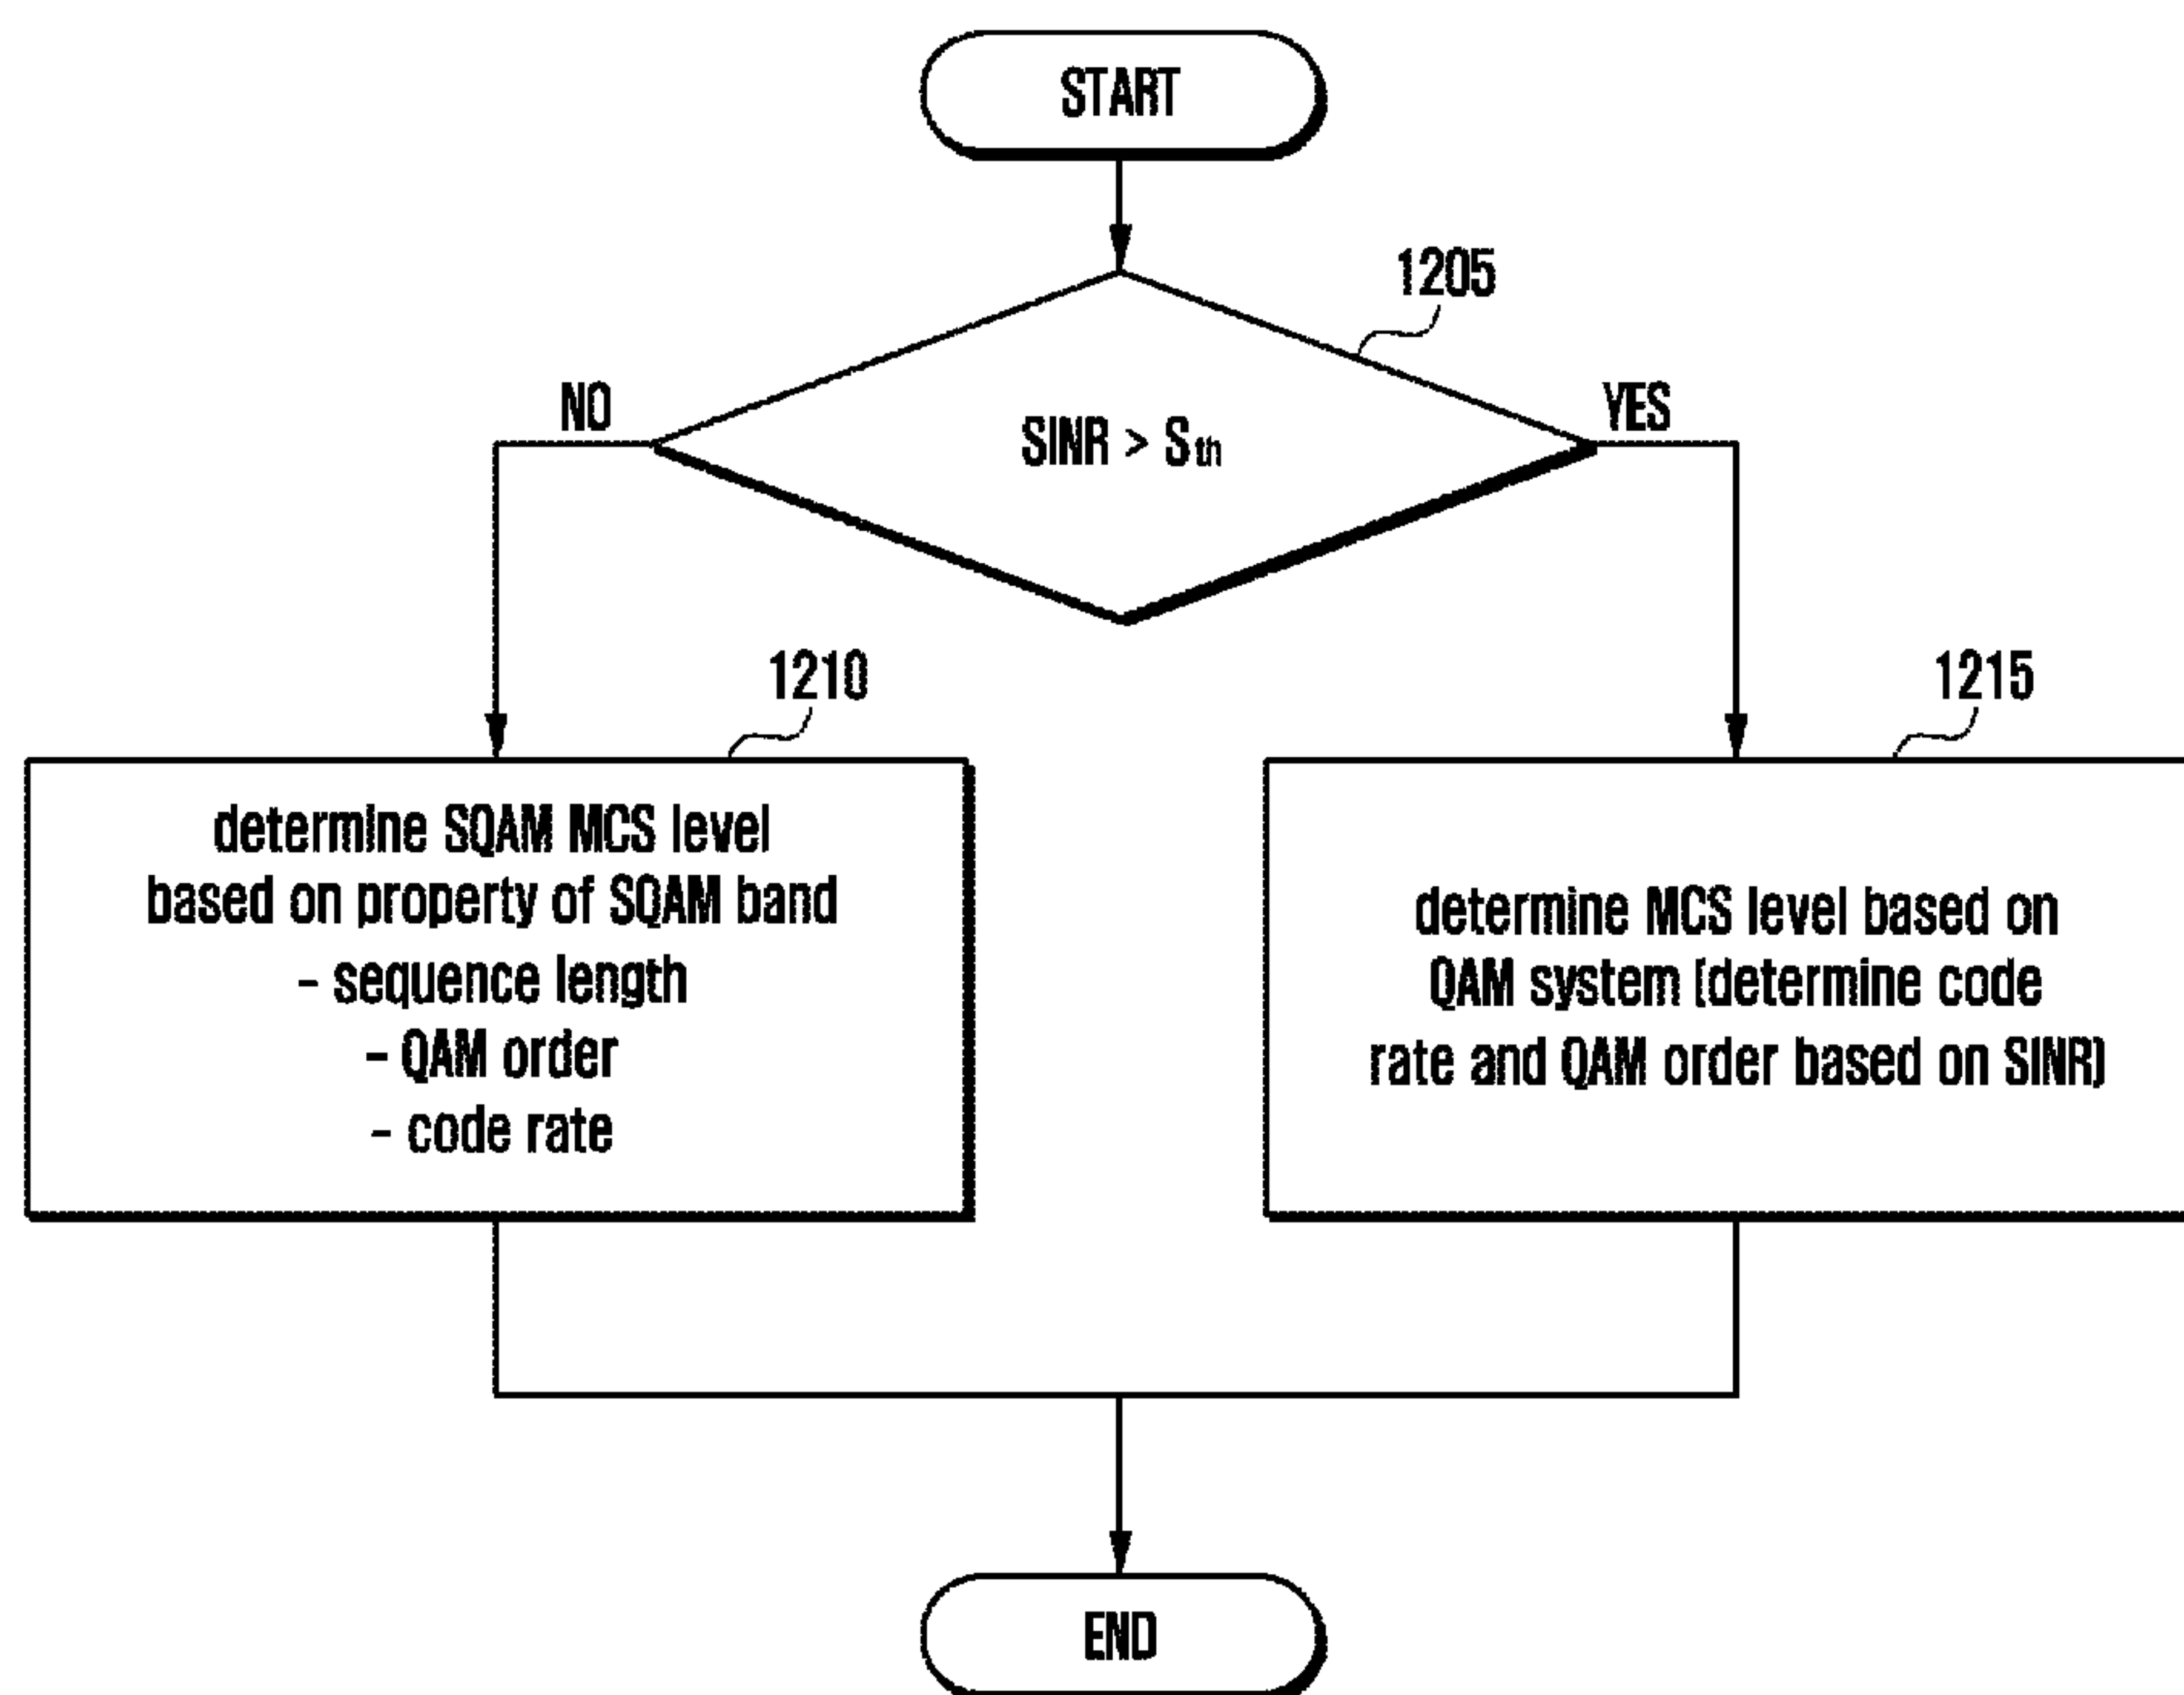 START
1205
NO
YES
SINR > Sth
1210
1215
determine SQAM MCS level
based on property of SQAM band
- sequence length
- QAM order
- code rate
determine MCS level based on
QAM system (determine code
rate and QAM order based on SINR)
END